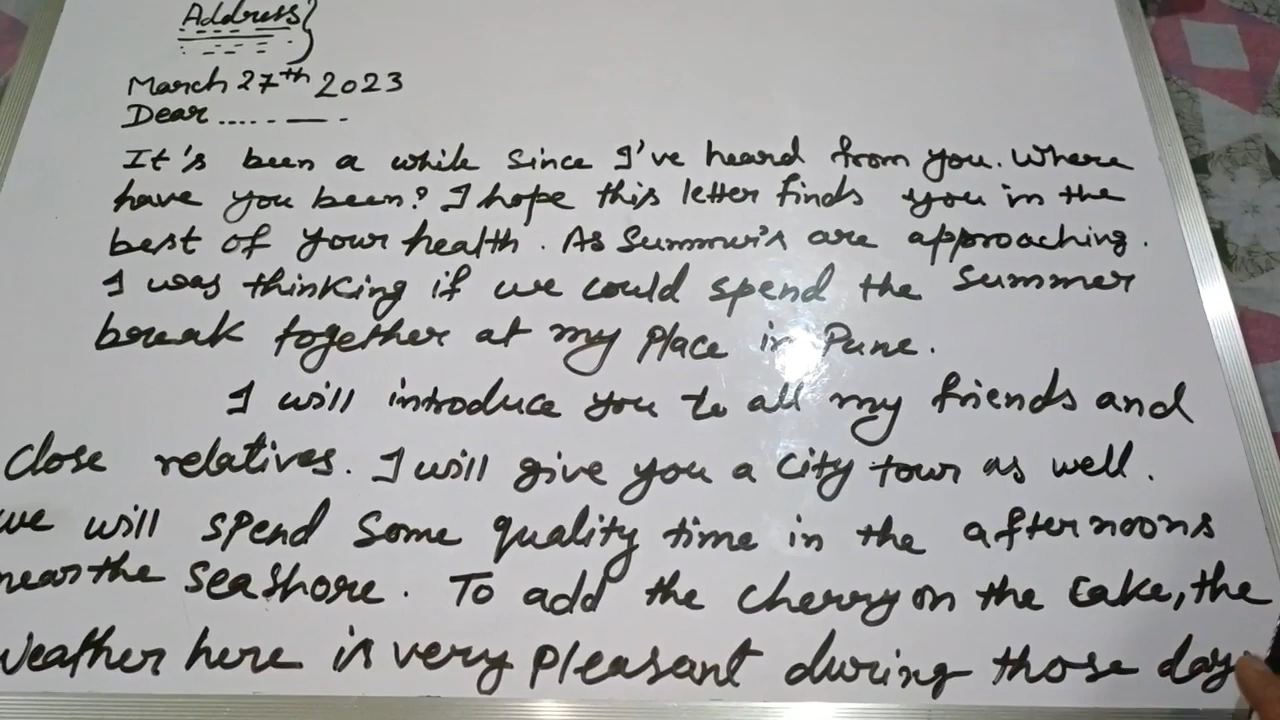 Address
March 27th 2023
Dear ..... — -
It's been a while since I've heard from you. Where
have you been? I hope this letter finds you in the
best of your health. As Summer's are approaching.
I was thinking if we could spend the Summer
break together at my place in Pune.
I will introduce you to all my friends and
close relatives. I will give you a city tour as well.
we will spend some quality time in the afternoons
near the seashore. To add the cherry on the cake, the
weather here is very pleasant during those day